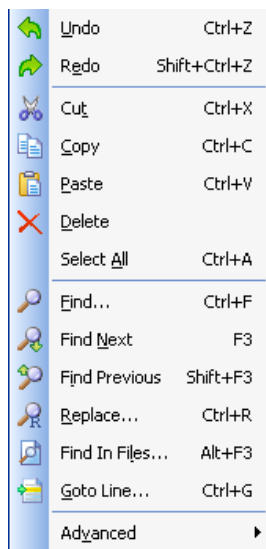 Undo Ctrl+Z
Redo Shift+Ctrl+Z
Cut Ctrl+X
Copy Ctrl+C
Paste Ctrl+V
Delete
Select All Ctrl+A
Find... Ctrl+F
Find Next F3
Find Previous Shift+F3
Replace... Ctrl+R
Find In Files... Alt+F3
Goto Line... Ctrl+G
Advanced